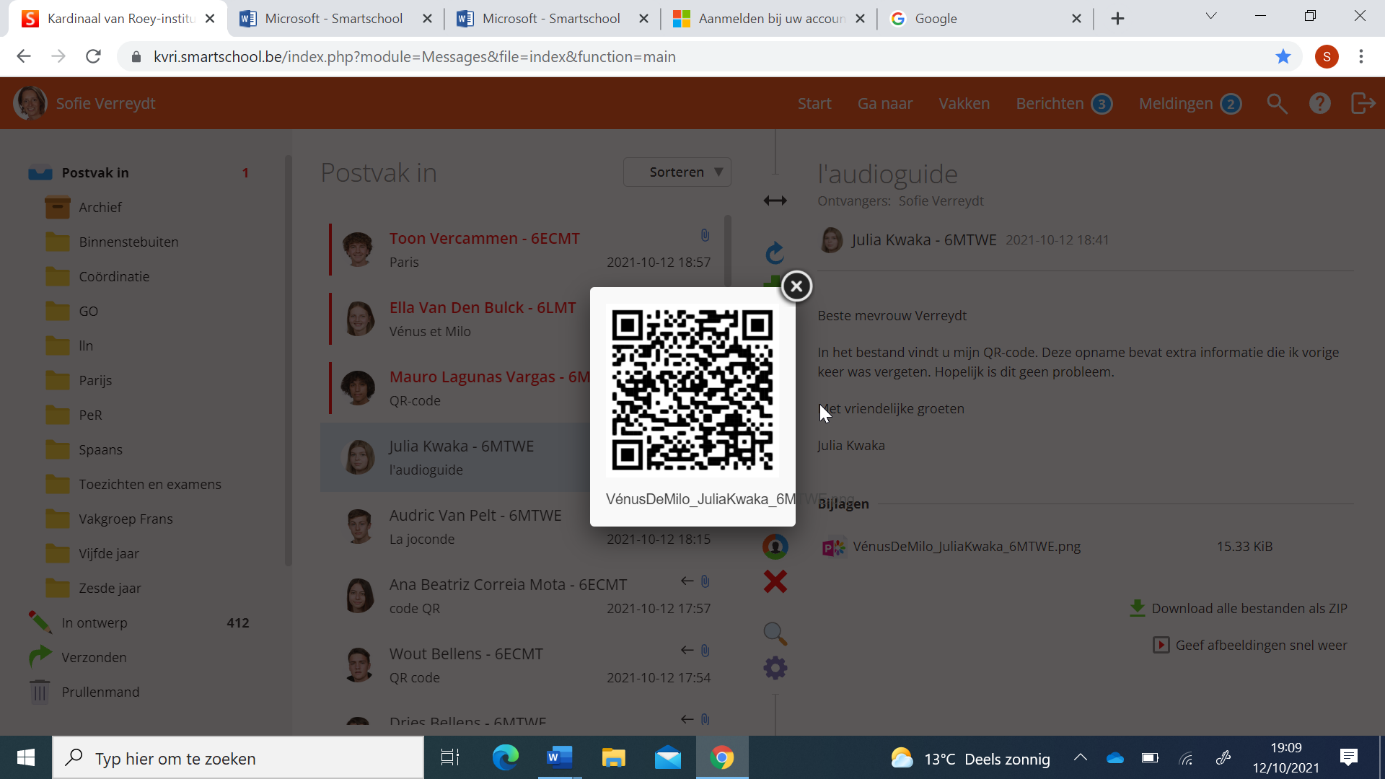 Kardinaal van Roey-institu
Microsoft - Smartschool
Microsoft - Smartschool
Aanmelden bij uw accoun
Google
kvri.smartschool.be/index.php?module=Messages&file=index&function=main
S
Sofie Verreydt
Start
Ga naar
Vakken
Berichten 3
Meldingen 2
Postvak in 1
Archief
Binnenstebuiten
Coördinatie
GO
lln
Parijs
PeR
Spaans
Toezichten en examens
Vakgroep Frans
Vijfde jaar
Zesde jaar
In ontwerp 412
Verzonden
Prullenmand
Postvak in
Sorteren
Toon Vercammen - 6ECMT
Paris 2021-10-12 18:57
Ella Van Den Bulck - 6LMT
Vénus et Milo
Mauro Lagunas Vargas - 6M
QR-code
Julia Kwaka - 6MTWE
l'audioguide
Audric Van Pelt - 6MTWE
La joconde 2021-10-12 18:15
Ana Beatriz Correia Mota - 6ECMT
code QR 2021-10-12 17:57
Wout Bellens - 6ECMT
QR code 2021-10-12 17:54
Dries Bellens - 6MTWE
VénusDeMilo_JuliaKwaka_6MTWE.png
l'audioguide
Ontvangers: Sofie Verreydt
Julia Kwaka - 6MTWE 2021-10-12 18:41
Beste mevrouw Verreydt
In het bestand vindt u mijn QR-code. Deze opname bevat extra informatie die ik vorige
keer was vergeten. Hopelijk is dit geen probleem.
Met vriendelijke groeten
Julia Kwaka
Bijlagen
VénusDeMilo_JuliaKwaka_6MTWE.png 15.33 KiB
Download alle bestanden als ZIP
Geef afbeeldingen snel weer
Typ hier om te zoeken
13°C Deels zonnig
19:09
12/10/2021